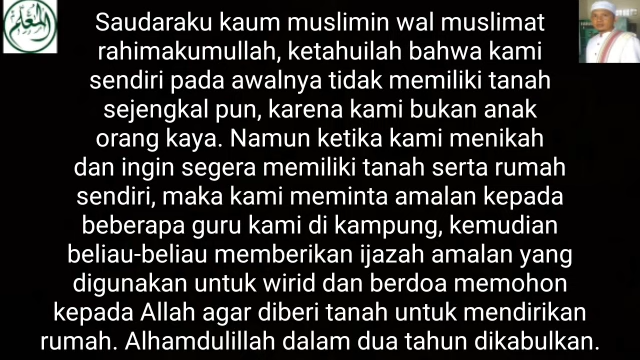 Saudaraku kaum muslimin wal muslimat
rahimakumullah, ketahuilah bahwa kami
sendiri pada awalnya tidak memiliki tanah
sejengkal pun, karena kami bukan anak
orang kaya. Namun ketika kami menikah
dan ingin segera memiliki tanah serta rumah
sendiri, maka kami meminta amalan kepada
beberapa guru kami di kampung, kemudian
beliau-beliau memberikan ijazah amalan yang
digunakan untuk wirid dan berdoa memohon
kepada Allah agar diberi tanah untuk mendirikan
rumah. Alhamdulillah dalam dua tahun dikabulkan.